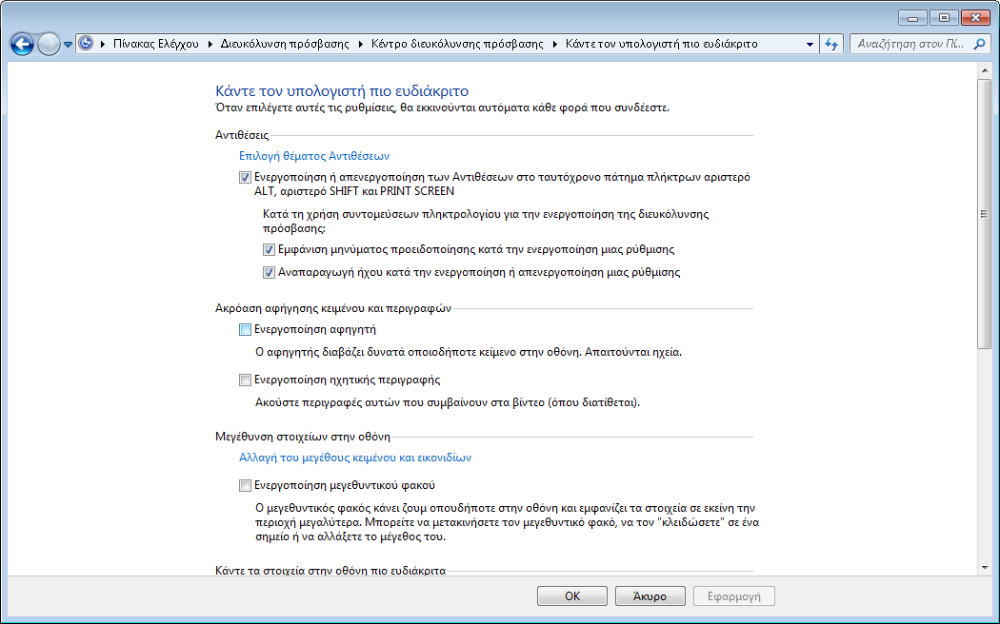 Πίνακας Ελέγχου Διευκόλυνση πρόσβασης Κέντρο διευκόλυνσης πρόσβασης Κάντε τον υπολογιστή πιο ευδιάκριτο Αναζήτηση στον Πί...
Κάντε τον υπολογιστή πιο ευδιάκριτο
Όταν επιλέγετε αυτές τις ρυθμίσεις, θα εκκινούνται αυτόματα κάθε φορά που συνδέεστε.
Αντιθέσεις
Επιλογή θέματος Αντιθέσεων
Ενεργοποίηση ή απενεργοποίηση των Αντιθέσεων στο ταυτόχρονο πάτημα πλήκτρων αριστερό
ALT, αριστερό SHIFT και PRINT SCREEN
Κατά τη χρήση συντομεύσεων πληκτρολογίου για την ενεργοποίηση της διευκόλυνσης
πρόσβασης:
Εμφάνιση μηνύματος προειδοποίησης κατά την ενεργοποίηση μιας ρύθμισης
Αναπαραγωγή ήχου κατά την ενεργοποίηση ή απενεργοποίηση μιας ρύθμισης
Ακρόαση αφήγησης κειμένου και περιγραφών
Ενεργοποίηση αφηγητή
Ο αφηγητής διαβάζει δυνατά οποιοδήποτε κείμενο στην οθόνη. Απαιτούνται ηχεία.
Ενεργοποίηση ηχητικής περιγραφής
Ακούστε περιγραφές αυτών που συμβαίνουν στα βίντεο (όπου διατίθεται).
Μεγέθυνση στοιχείων στην οθόνη
Αλλαγή του μεγέθους κειμένου και εικονιδίων
Ενεργοποίηση μεγεθυντικού φακού
Ο μεγεθυντικός φακός κάνει ζουμ οπουδήποτε στην οθόνη και εμφανίζει τα στοιχεία σε εκείνη την
περιοχή μεγαλύτερα. Μπορείτε να μετακινήσετε τον μεγεθυντικό φακό, να τον "κλειδώσετε" σε ένα
σημείο ή να αλλάξετε το μέγεθος του.
Κάντε τα στοιχεία στην οθόνη πιο ευδιάκριτα
OK Άκυρο Εφαρμογή